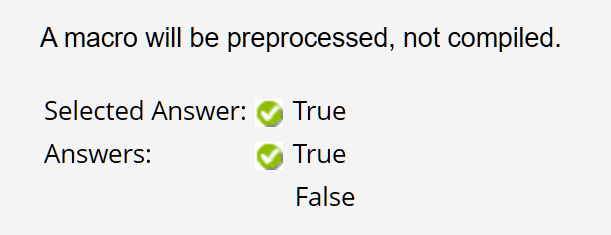 A macro will be preprocessed, not compiled.
Selected Answer: True
Answers: True
False